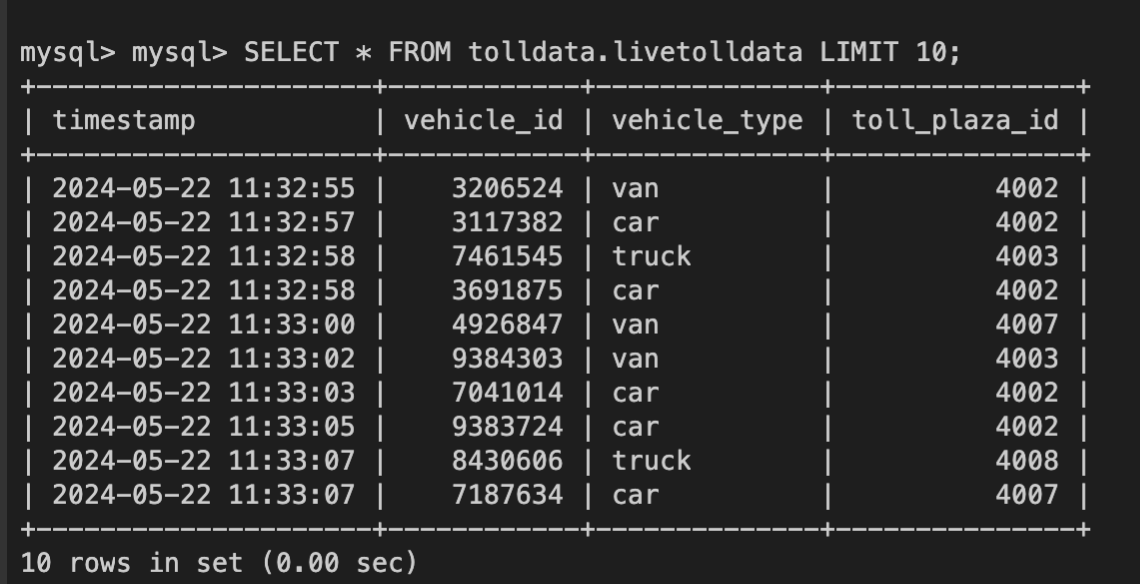 mysql> mysql> SELECT * FROM tolldata.livetolldata LIMIT 10;
+---------------------+------------+--------------+---------------+
| timestamp           | vehicle_id | vehicle_type | toll_plaza_id |
+---------------------+------------+--------------+---------------+
| 2024-05-22 11:32:55 |    3206524 | van          |          4002 |
| 2024-05-22 11:32:57 |    3117382 | car          |          4002 |
| 2024-05-22 11:32:58 |    7461545 | truck        |          4003 |
| 2024-05-22 11:32:58 |    3691875 | car          |          4002 |
| 2024-05-22 11:33:00 |    4926847 | van          |          4007 |
| 2024-05-22 11:33:02 |    9384303 | van          |          4003 |
| 2024-05-22 11:33:03 |    7041014 | car          |          4002 |
| 2024-05-22 11:33:05 |    9383724 | car          |          4002 |
| 2024-05-22 11:33:07 |    8430606 | truck        |          4008 |
| 2024-05-22 11:33:07 |    7187634 | car          |          4007 |
+---------------------+------------+--------------+---------------+
10 rows in set (0.00 sec)